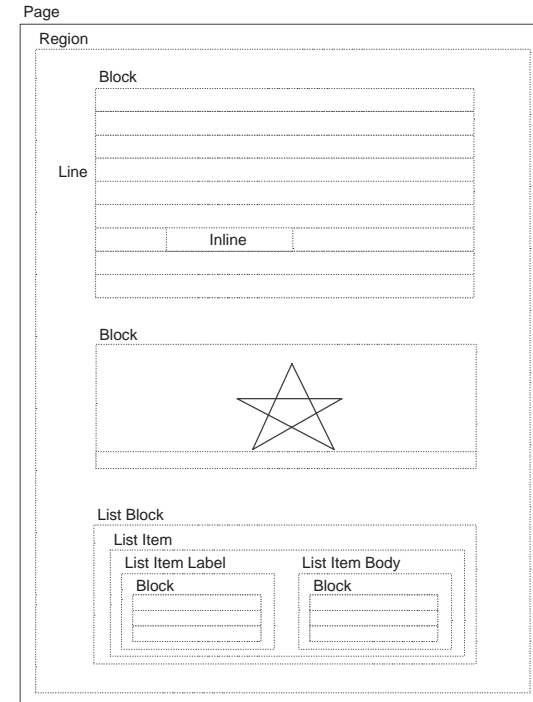 Page
Region
Block
Line
Inline
Block
List Block
List Item
List Item Label List Item Body
Block Block